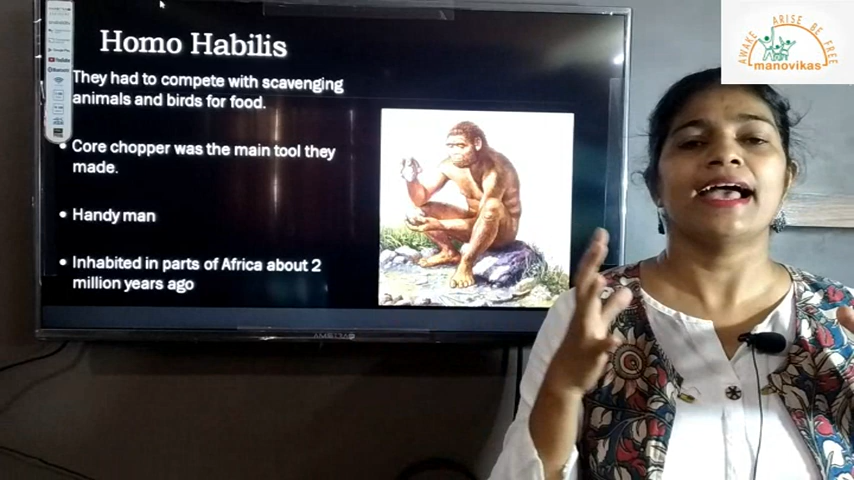 Homo Habilis
They had to compete with scavenging
animals and birds for food.
• Core chopper was the main tool they
made.
• Handy man
• Inhabited in parts of Africa about 2
million years ago
AWAKE ARISE BE FREE
manovikas